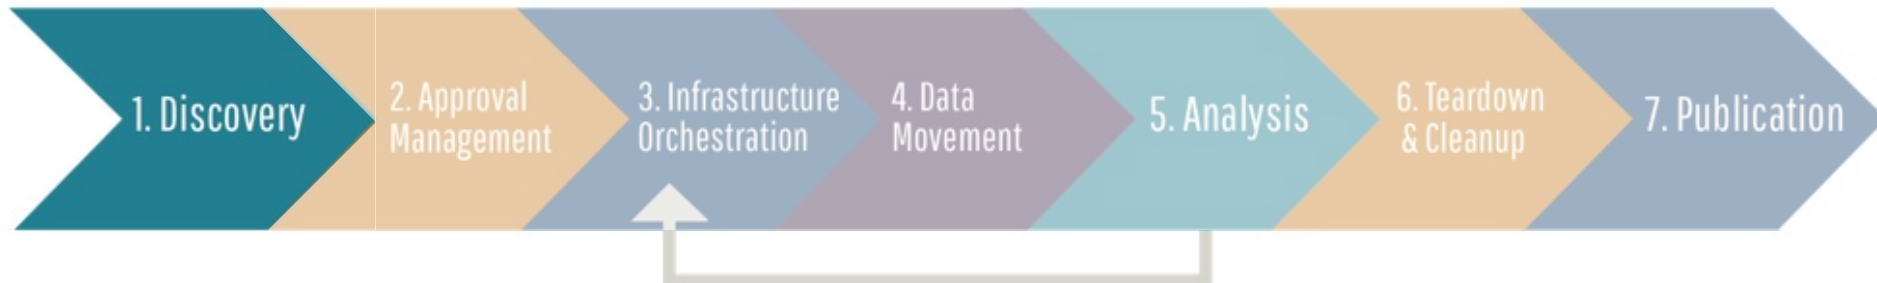 1. Discovery
2. Approval
Management
3. Infrastructure
Orchestration
4. Data
Movement
5. Analysis
6. Teardown
& Cleanup
7. Publication